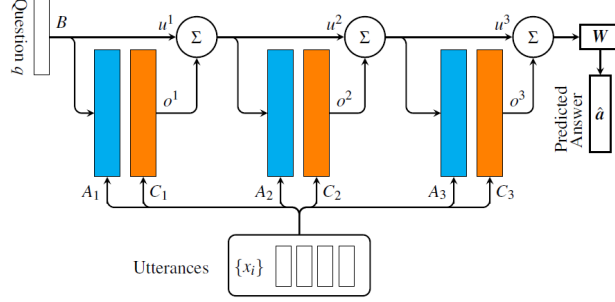 Question q
B
u¹
Σ
u²
Σ
u³
Σ
W
o¹
o²
o³
Predicted
Answer
â
A₁
C₁
A₂
C₂
A₃
C₃
Utterances
{xᵢ}